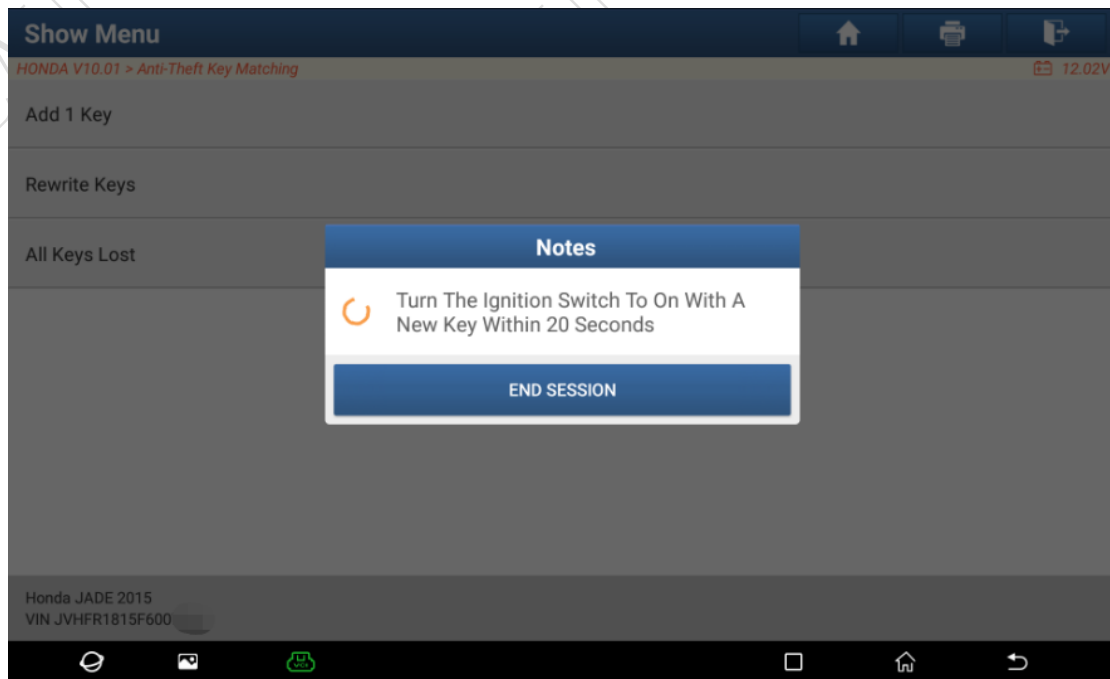 Show Menu
HONDA V10.01 > Anti-Theft Key Matching
12.02V
Add 1 Key
Rewrite Keys
All Keys Lost
Notes
Turn The Ignition Switch To On With A
New Key Within 20 Seconds
END SESSION
Honda JADE 2015
VIN JVHFR1815F600